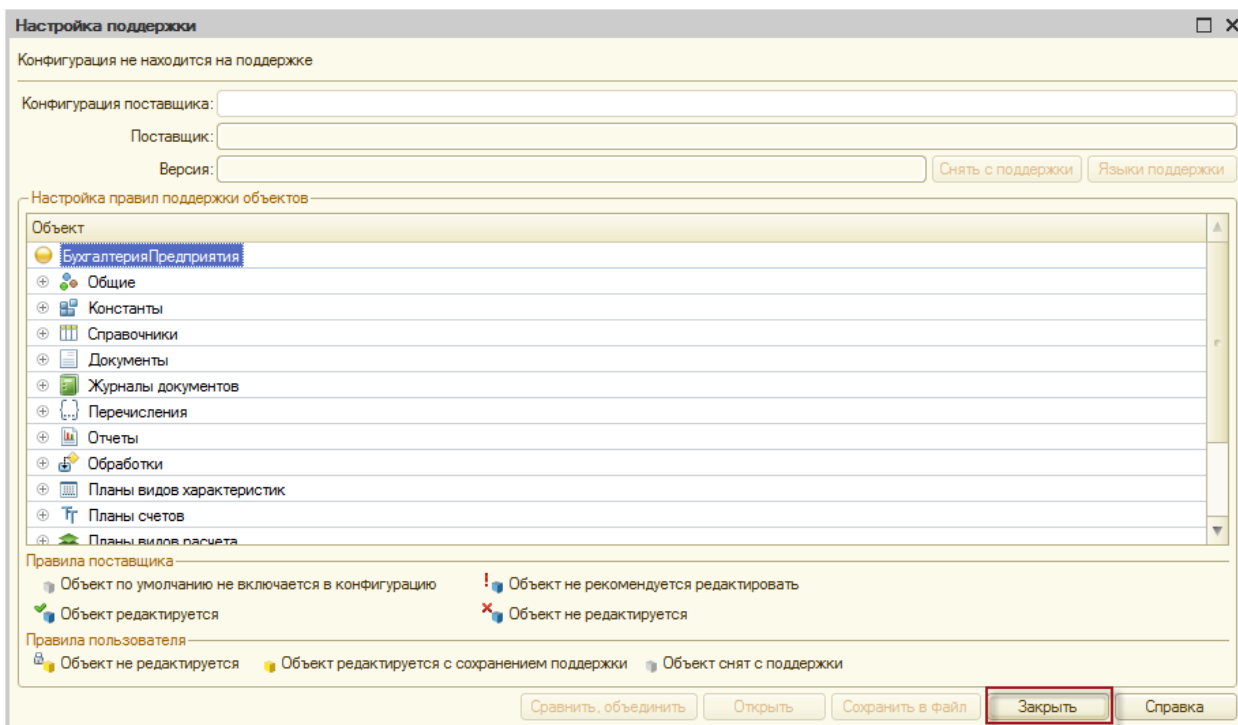 Настройка поддержки
Конфигурация не находится на поддержке
Конфигурация поставщика:
Поставщик:
Версия: Снять с поддержки Языки поддержки
Настройка правил поддержки объектов
Объект
БухгалтерияПредприятия
Общие
Константы
Справочники
Документы
Журналы документов
Перечисления
Отчеты
Обработки
Планы видов характеристик
Планы счетов
Планы видов расчета
Правила поставщика
Объект по умолчанию не включается в конфигурацию Объект не рекомендуется редактировать
Объект редактируется Объект не редактируется
Правила пользователя
Объект не редактируется Объект редактируется с сохранением поддержки Объект снят с поддержки
Сравнить, объединить Открыть Сохранить в файл Закрыть Справка